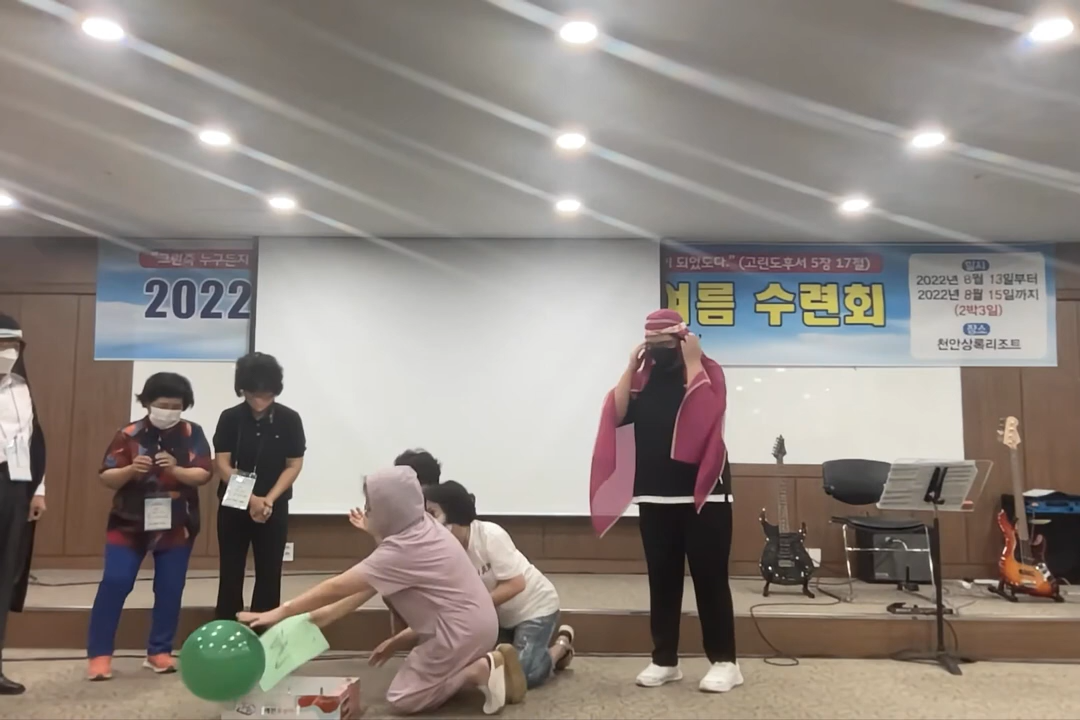 "그런즉 누구든지
되었도다." (고린도후서 5장 17절)
2022
여름 수련회
일시
2022년 8월 13일부터
2022년 8월 15일까지
(2박3일)
장소
천안상록리조트